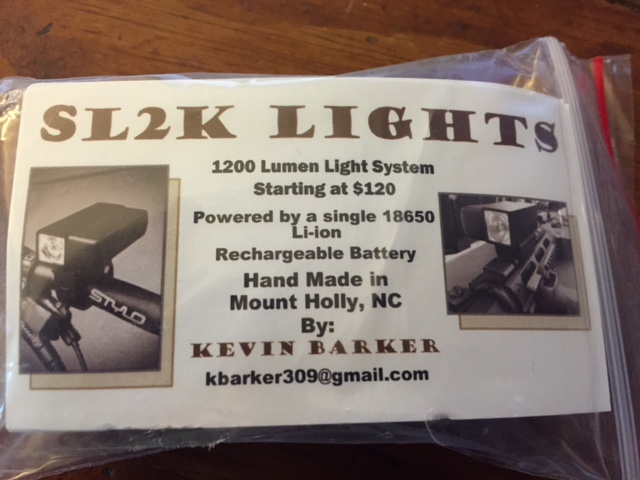 SL2K LIGHTS
1200 Lumen Light System
Starting at $120
Powered by a single 18650
Li-ion
Rechargeable Battery
Hand Made in
Mount Holly, NC
By:
KEVIN BARKER
kbarker309@gmail.com
STYLO